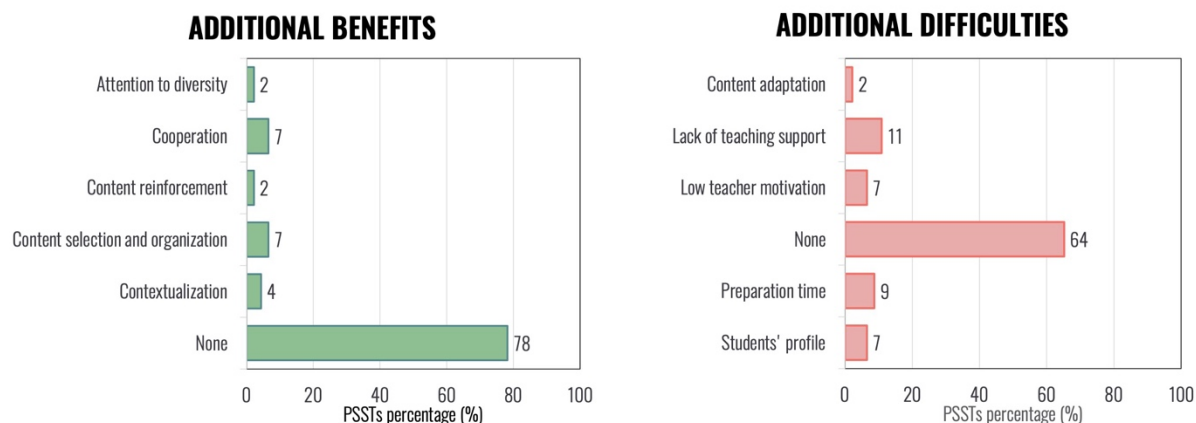 ADDITIONAL BENEFITS
Attention to diversity 2
Cooperation 7
Content reinforcement 2
Content selection and organization 7
Contextualization 4
None 78
0 20 40 60 80 100
PSSTs percentage (%)
ADDITIONAL DIFFICULTIES
Content adaptation 2
Lack of teaching support 11
Low teacher motivation 7
None 64
Preparation time 9
Students' profile 7
0 20 40 60 80 100
PSSTs percentage (%)